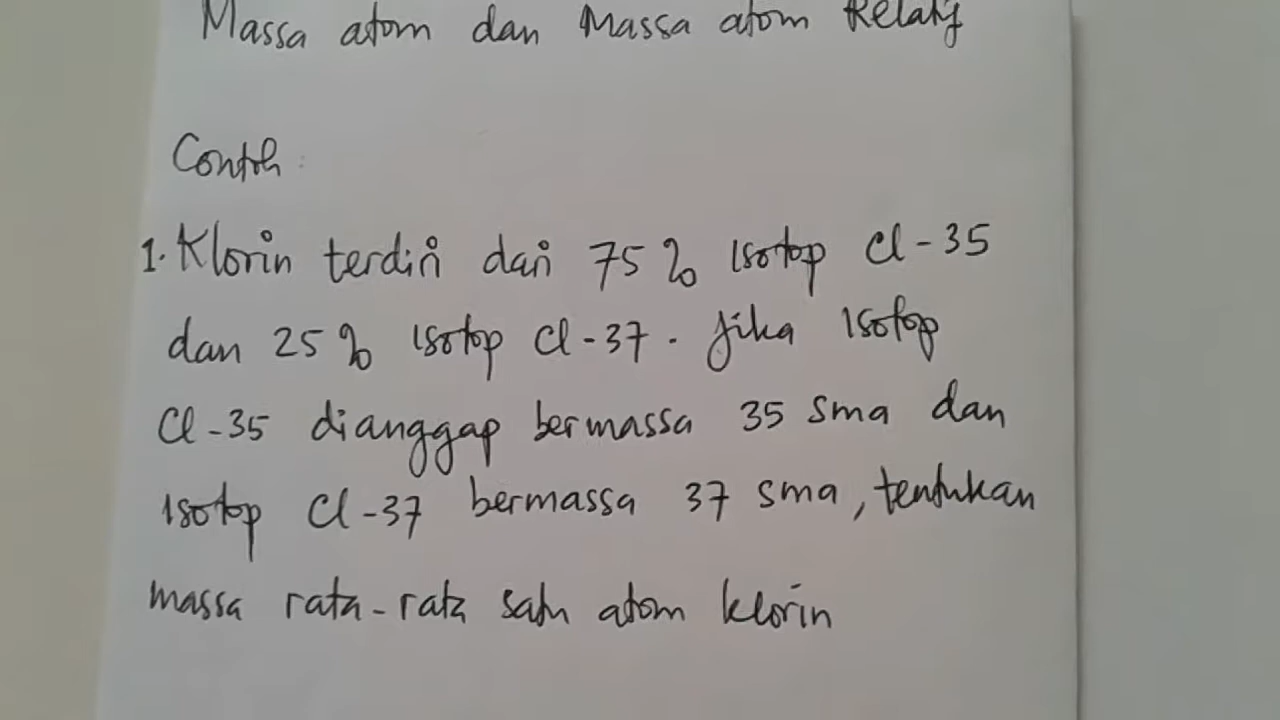 Massa atom dan Massa atom Relatif
Contoh :
1. Klorin terdiri dari 75% Isotop Cl-35
dan 25% isotop Cl-37. Jika Isotop
Cl-35 dianggap bermassa 35 sma dan
Isotop Cl-37 bermassa 37 sma, tentukan
massa rata-rata satu atom klorin